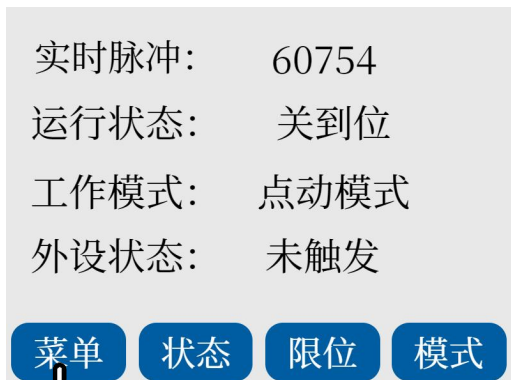 实时脉冲： 60754
运行状态： 关到位
工作模式： 点动模式
外设状态： 未触发
菜单 状态 限位 模式